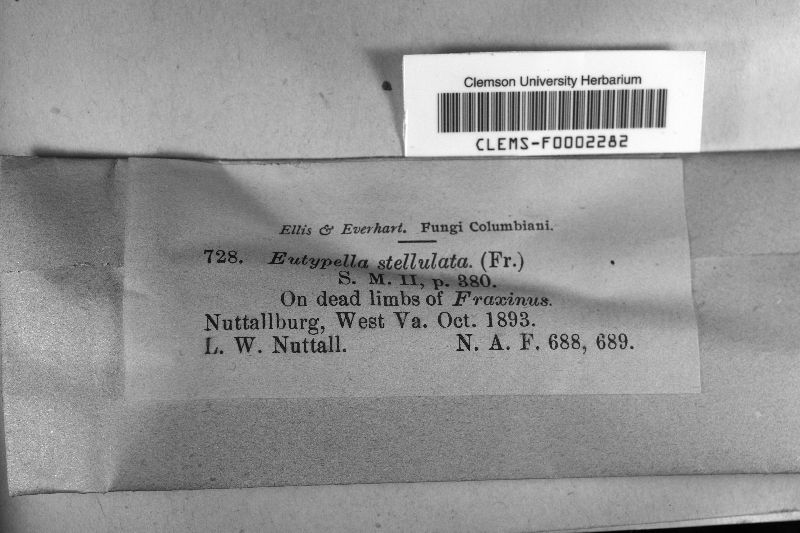 Clemson University Herbarium
CLEMS-F0002282
Ellis & Everhart. Fungi Columbiani.
728. Eutypella stellulata. (Fr.)
S. M. II, p. 380.
On dead limbs of Fraxinus.
Nuttallburg, West Va. Oct. 1893.
L. W. Nuttall. N. A. F. 688, 689.